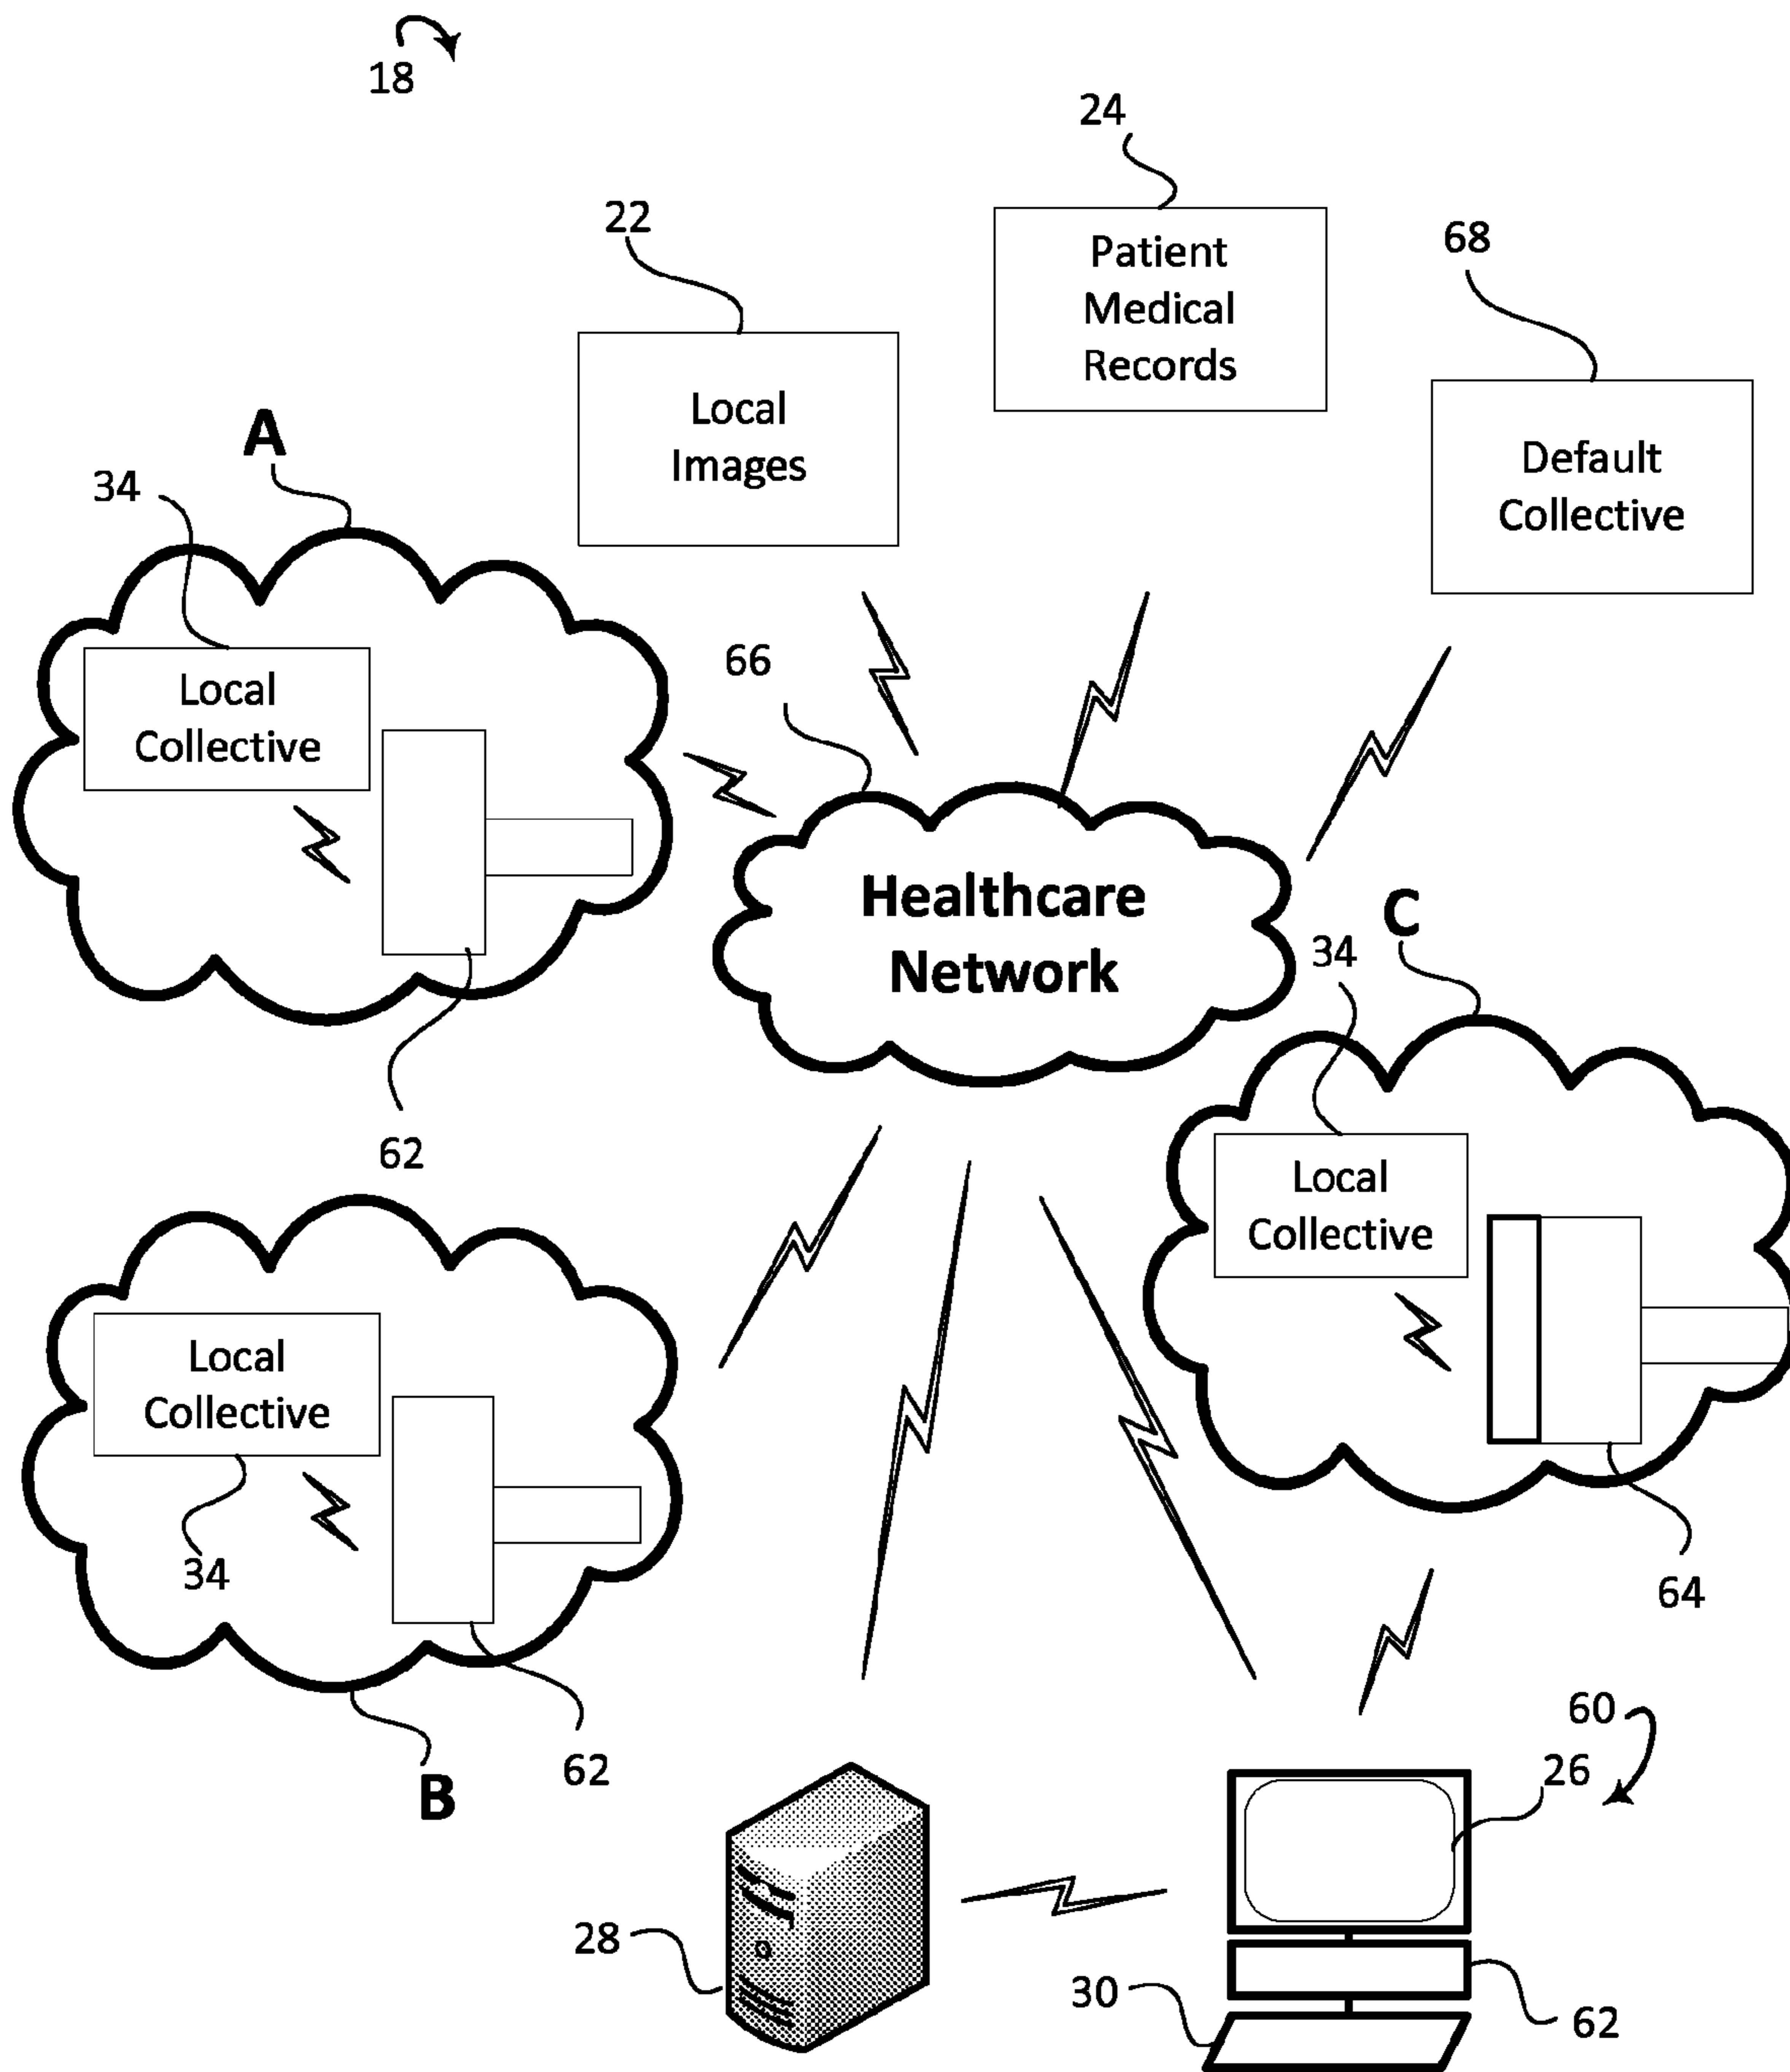 18
24
22
Patient
Medical
Records
68
Local
Images
Default
Collective
A
34
Local
Collective
66
Healthcare
Network
C
34
62
Local
Collective
Local
Collective
34
64
62
B
60
26
28
30
62